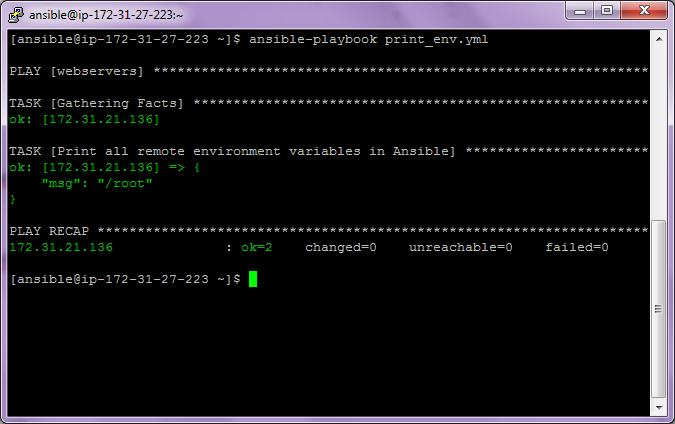 ansible@ip-172-31-27-223:~
[ansible@ip-172-31-27-223 ~]$ ansible-playbook print_env.yml
PLAY [webservers] **************************************************************
TASK [Gathering Facts] *********************************************************
ok: [172.31.21.136]
TASK [Print all remote environment variables in Ansible] ***********************
ok: [172.31.21.136] => {
    "msg": "/root"
}
PLAY RECAP *********************************************************************
172.31.21.136              : ok=2    changed=0    unreachable=0    failed=0
[ansible@ip-172-31-27-223 ~]$